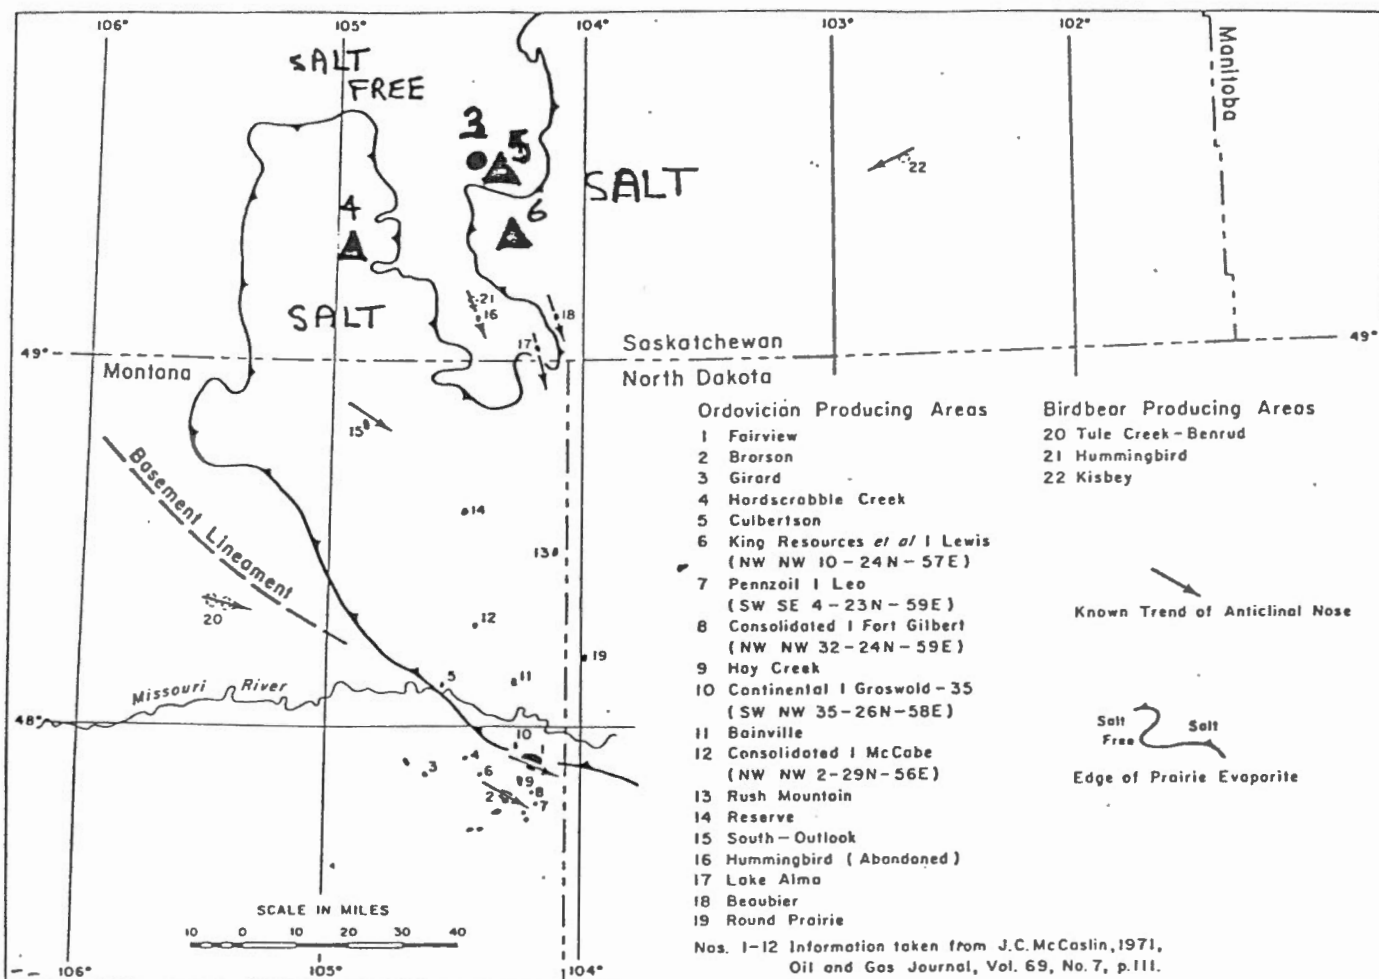 106° 105° 104° 103° 102°
Manitoba
SALT
FREE
3
5
SALT
22
4
6
21
16
18
SALT
17
49°
Saskatchewan
49°
Montana
North Dakota
15
Basement Lineament
14
13
20
12
19
Missouri River
5
11
48°
10
1
4
3
6
9
8
2
7
SCALE IN MILES
10 0 10 20 30 40
106° 105° 104°
Ordovician Producing Areas
1 Fairview
2 Brorson
3 Girard
4 Hardscrabble Creek
5 Culbertson
6 King Resources et al 1 Lewis
(NW NW 10-24N-57E)
7 Pennzoil 1 Leo
(SW SE 4-23N-59E)
8 Consolidated 1 Fort Gilbert
(NW NW 32-24N-59E)
9 Hay Creek
10 Continental 1 Groswold-35
(SW NW 35-26N-58E)
11 Bainville
12 Consolidated 1 McCabe
(NW NW 2-29N-56E)
13 Rush Mountain
14 Reserve
15 South-Outlook
16 Hummingbird (Abandoned)
17 Lake Alma
18 Beaubier
19 Round Prairie
Birdbear Producing Areas
20 Tule Creek-Benrud
21 Hummingbird
22 Kisbey
Known Trend of Anticlinal Nose
Salt Salt
Free
Edge of Prairie Evaporite
Nos. 1-12 Information taken from J.C. McCaslin, 1971,
Oil and Gas Journal, Vol. 69, No. 7, p.111.